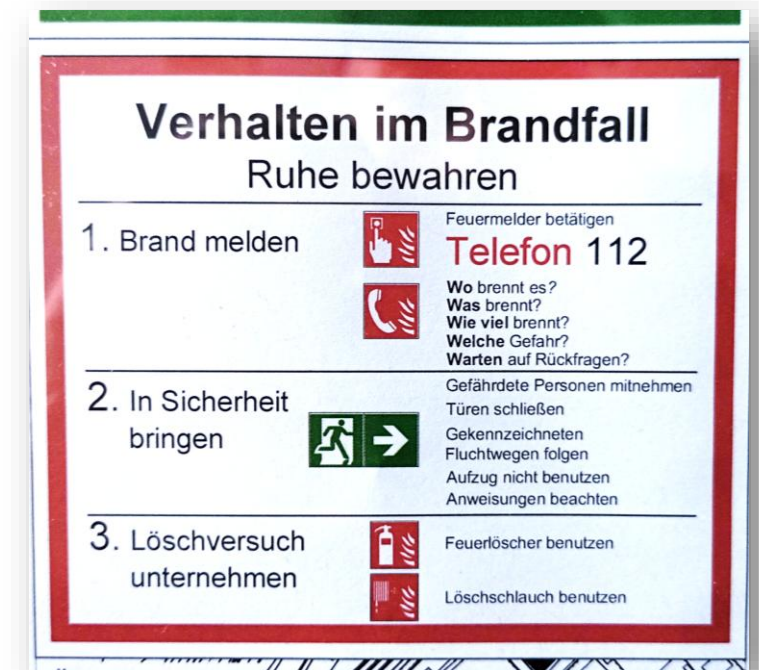 Verhalten im Brandfall
Ruhe bewahren
1. Brand melden
Feuermelder betätigen
Telefon 112
Wo brennt es?
Was brennt?
Wie viel brennt?
Welche Gefahr?
Warten auf Rückfragen?
2. In Sicherheit
bringen
Gefährdete Personen mitnehmen
Türen schließen
Gekennzeichneten
Fluchtwegen folgen
Aufzug nicht benutzen
Anweisungen beachten
3. Löschversuch
unternehmen
Feuerlöscher benutzen
Löschschlauch benutzen